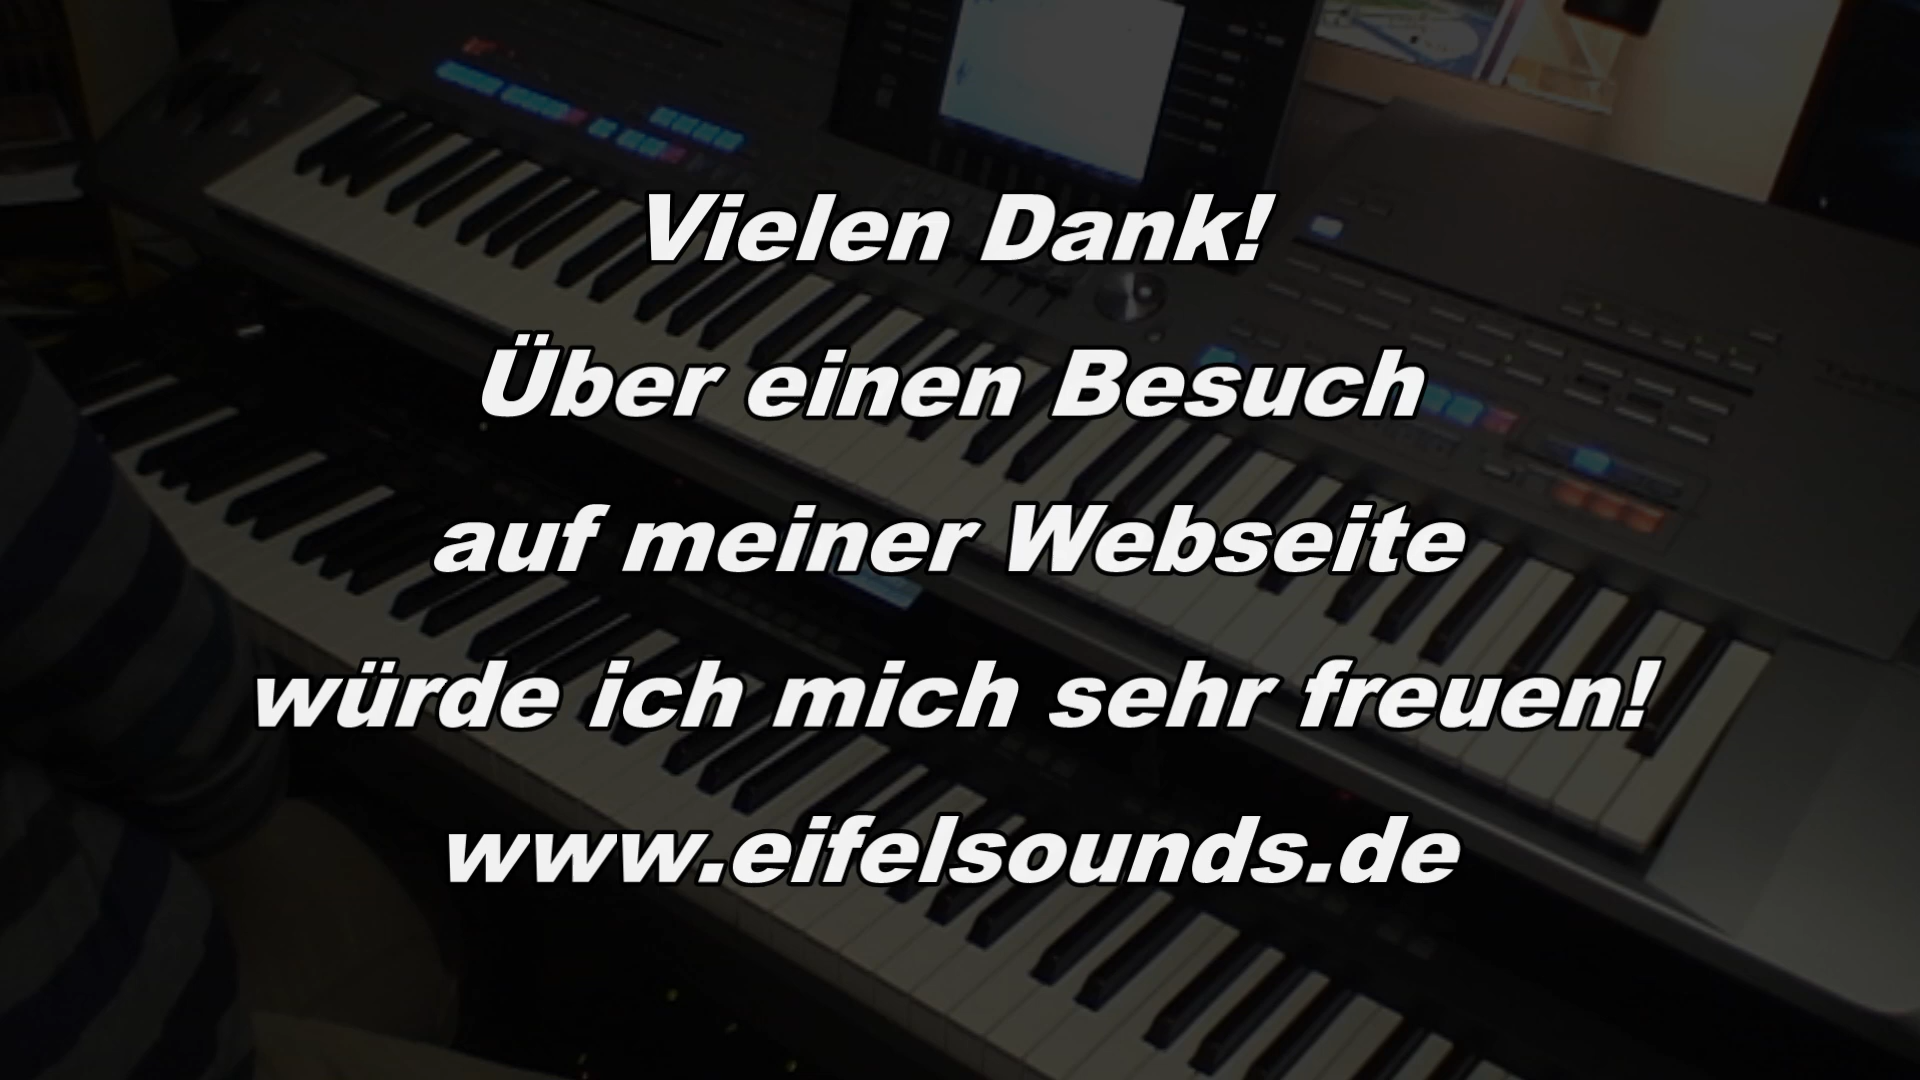 Vielen Dank!
Über einen Besuch
auf meiner Webseite
würde ich mich sehr freuen!
www.eifelsounds.de